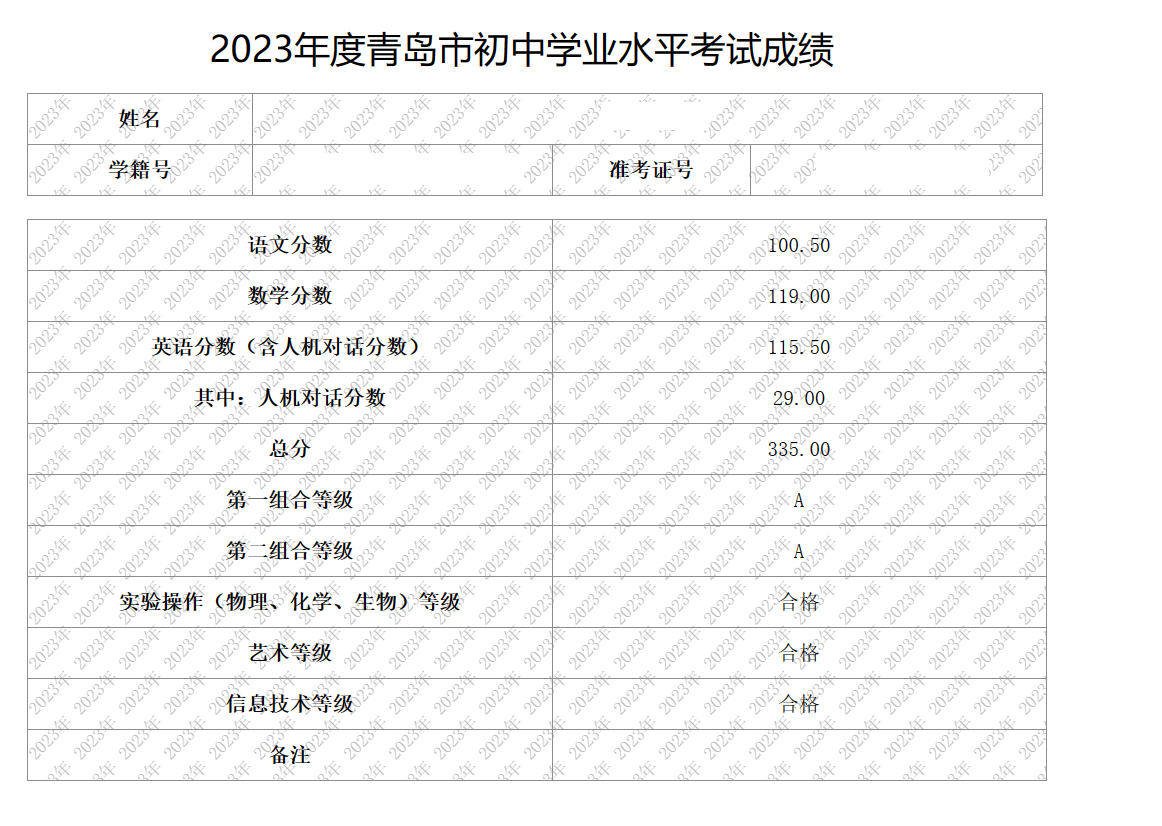 2023年度青岛市初中学业水平考试成绩
姓名
学籍号 准考证号
语文分数 100.50
数学分数 119.00
英语分数（含人机对话分数） 115.50
其中：人机对话分数 29.00
总分 335.00
第一组合等级 A
第二组合等级 A
实验操作（物理、化学、生物）等级 合格
艺术等级 合格
信息技术等级 合格
备注
2023年